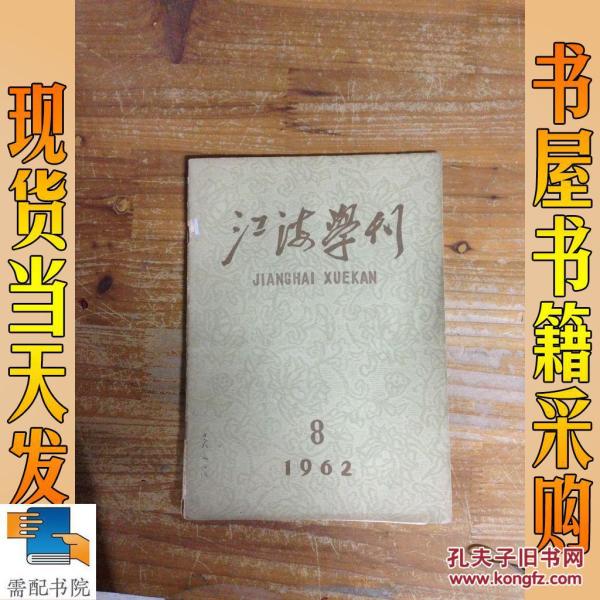 现货当天发
书屋书籍采购
江海學刊
JIANGHAI XUEKAN
8
1962
需配书院
孔夫子旧书网
www.kongfz.com